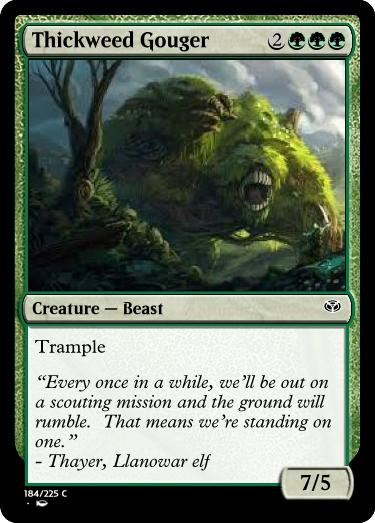 Thickweed Gouger 2
Creature — Beast
Trample
“Every once in a while, we’ll be out on
a scouting mission and the ground will
rumble.  That means we’re standing on
one.”
- Thayer, Llanowar elf
7/5
184/225 C